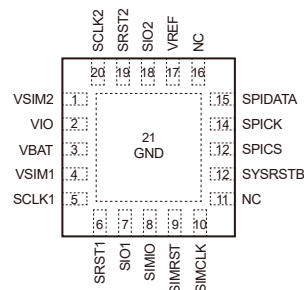 SCLK2
SRST2
SIO2
VREF
NC
20 19 18 17 16
VSIM2 1
VIO 2
VBAT 3
VSIM1 4
SCLK1 5
21
GND
15 SPIDATA
14 SPICK
12 SPICS
12 SYSRSTB
11 NC
6 7 8 9 10
SRST1
SIO1
SIMIO
SIMRST
SIMCLK